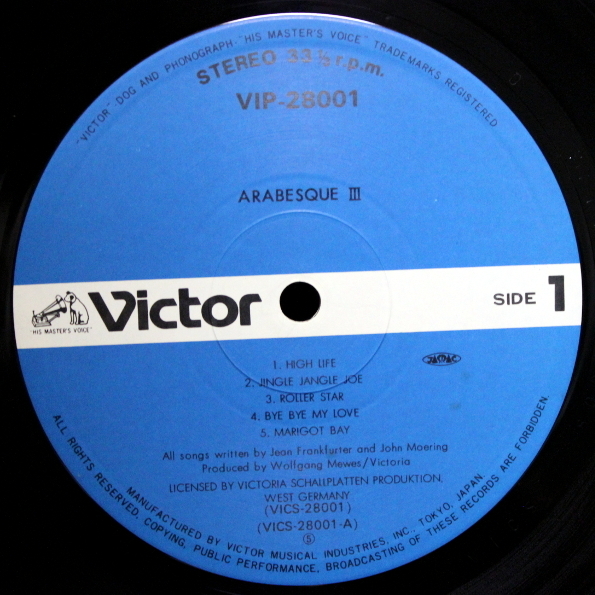 "VICTOR" DOG AND PHONOGRAPH-"HIS MASTER'S VOICE" TRADEMARKS REGISTERED
STEREO 33 ⅓ r.p.m.
VIP-28001
ARABESQUE III
Victor
"HIS MASTER'S VOICE"
SIDE 1
1. HIGH LIFE
JASRAC
2. JINGLE JANGLE JOE
3. ROLLER STAR
4. BYE BYE MY LOVE
5. MARIGOT BAY
All songs written by Jean Frankfurter and John Moering
Produced by Wolfgang Mewes/Victoria
LICENSED BY VICTORIA SCHALLPLATTEN PRODUKTION,
WEST GERMANY
(VICS-28001)
(VICS-28001-A)
Ⓢ
MANUFACTURED BY VICTOR MUSICAL INDUSTRIES, INC., TOKYO, JAPAN
ALL RIGHTS RESERVED. COPYING, PUBLIC PERFORMANCE, BROADCASTING OF THESE RECORDS ARE FORBIDDEN.